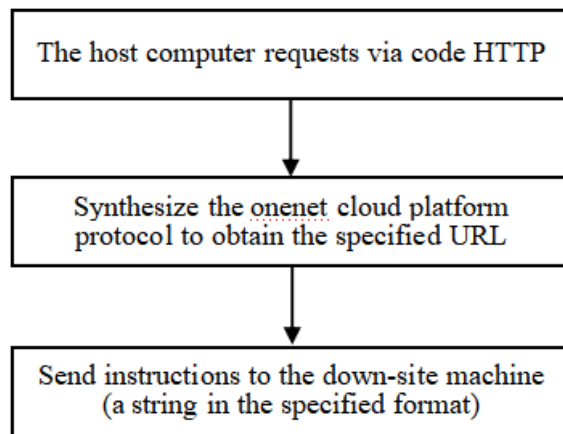 The host computer requests via code HTTP
Synthesize the onenet cloud platform
protocol to obtain the specified URL
Send instructions to the down-site machine
(a string in the specified format)